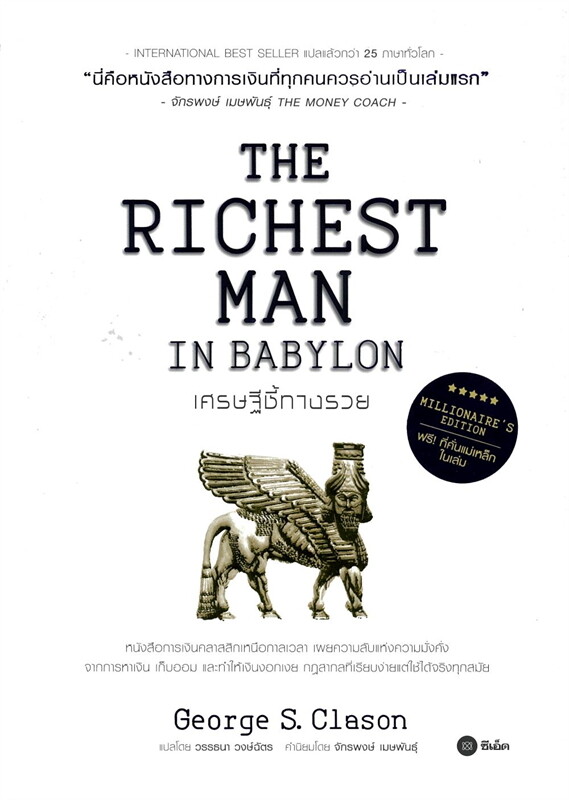 - INTERNATIONAL BEST SELLER แปลแล้วกว่า 25 ภาษาทั่วโลก -
“นี่คือหนังสือทางการเงินที่ทุกคนควรอ่านเป็นเล่มแรก”
- จักรพงษ์ เมษพันธุ์ THE MONEY COACH -
THE
RICHEST
MAN
IN BABYLON
เศรษฐีชี้ทางรวย
★★★★★
MILLIONAIRE'S
EDITION
ฟรี! ที่คั่นแม่เหล็ก
ในเล่ม
หนังสือการเงินคลาสสิกเหนือกาลเวลา เผยความลับแห่งความมั่งคั่ง
จากการหาเงิน เก็บออม และทำให้เงินงอกเงย กฎสากลที่เรียบง่ายแต่ใช้ได้จริงทุกสมัย
George S. Clason
แปลโดย วรรธนา วงษ์ฉัตร คำนิยมโดย จักรพงษ์ เมษพันธุ์
ซีเอ็ด